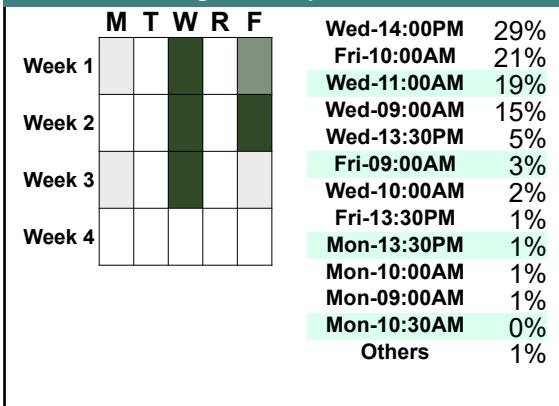 M T W R F
Week 1
Week 2
Week 3
Week 4
Wed-14:00PM 29%
Fri-10:00AM 21%
Wed-11:00AM 19%
Wed-09:00AM 15%
Wed-13:30PM 5%
Fri-09:00AM 3%
Wed-10:00AM 2%
Fri-13:30PM 1%
Mon-13:30PM 1%
Mon-10:00AM 1%
Mon-09:00AM 1%
Mon-10:30AM 0%
Others 1%